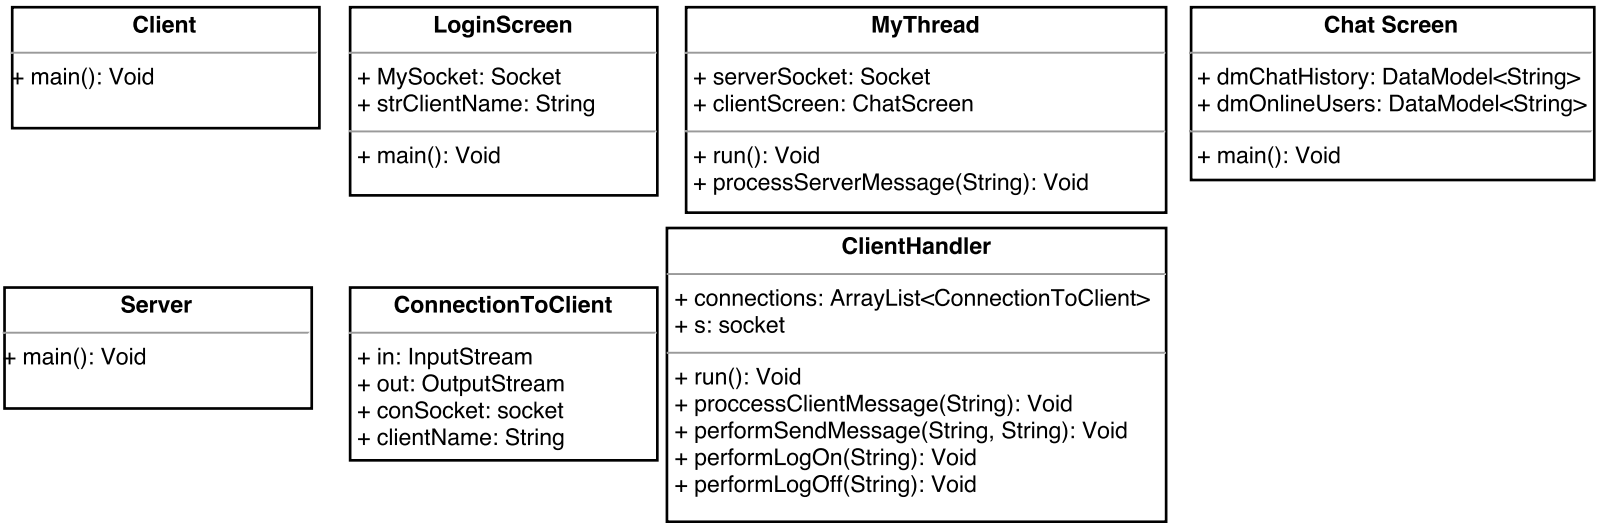 Client
+ main(): Void
LoginScreen
+ MySocket: Socket
+ strClientName: String
+ main(): Void
MyThread
+ serverSocket: Socket
+ clientScreen: ChatScreen
+ run(): Void
+ processServerMessage(String): Void
Chat Screen
+ dmChatHistory: DataModel<String>
+ dmOnlineUsers: DataModel<String>
+ main(): Void
Server
+ main(): Void
ConnectionToClient
+ in: InputStream
+ out: OutputStream
+ conSocket: socket
+ clientName: String
ClientHandler
+ connections: ArrayList<ConnectionToClient>
+ s: socket
+ run(): Void
+ proccessClientMessage(String): Void
+ performSendMessage(String, String): Void
+ performLogOn(String): Void
+ performLogOff(String): Void